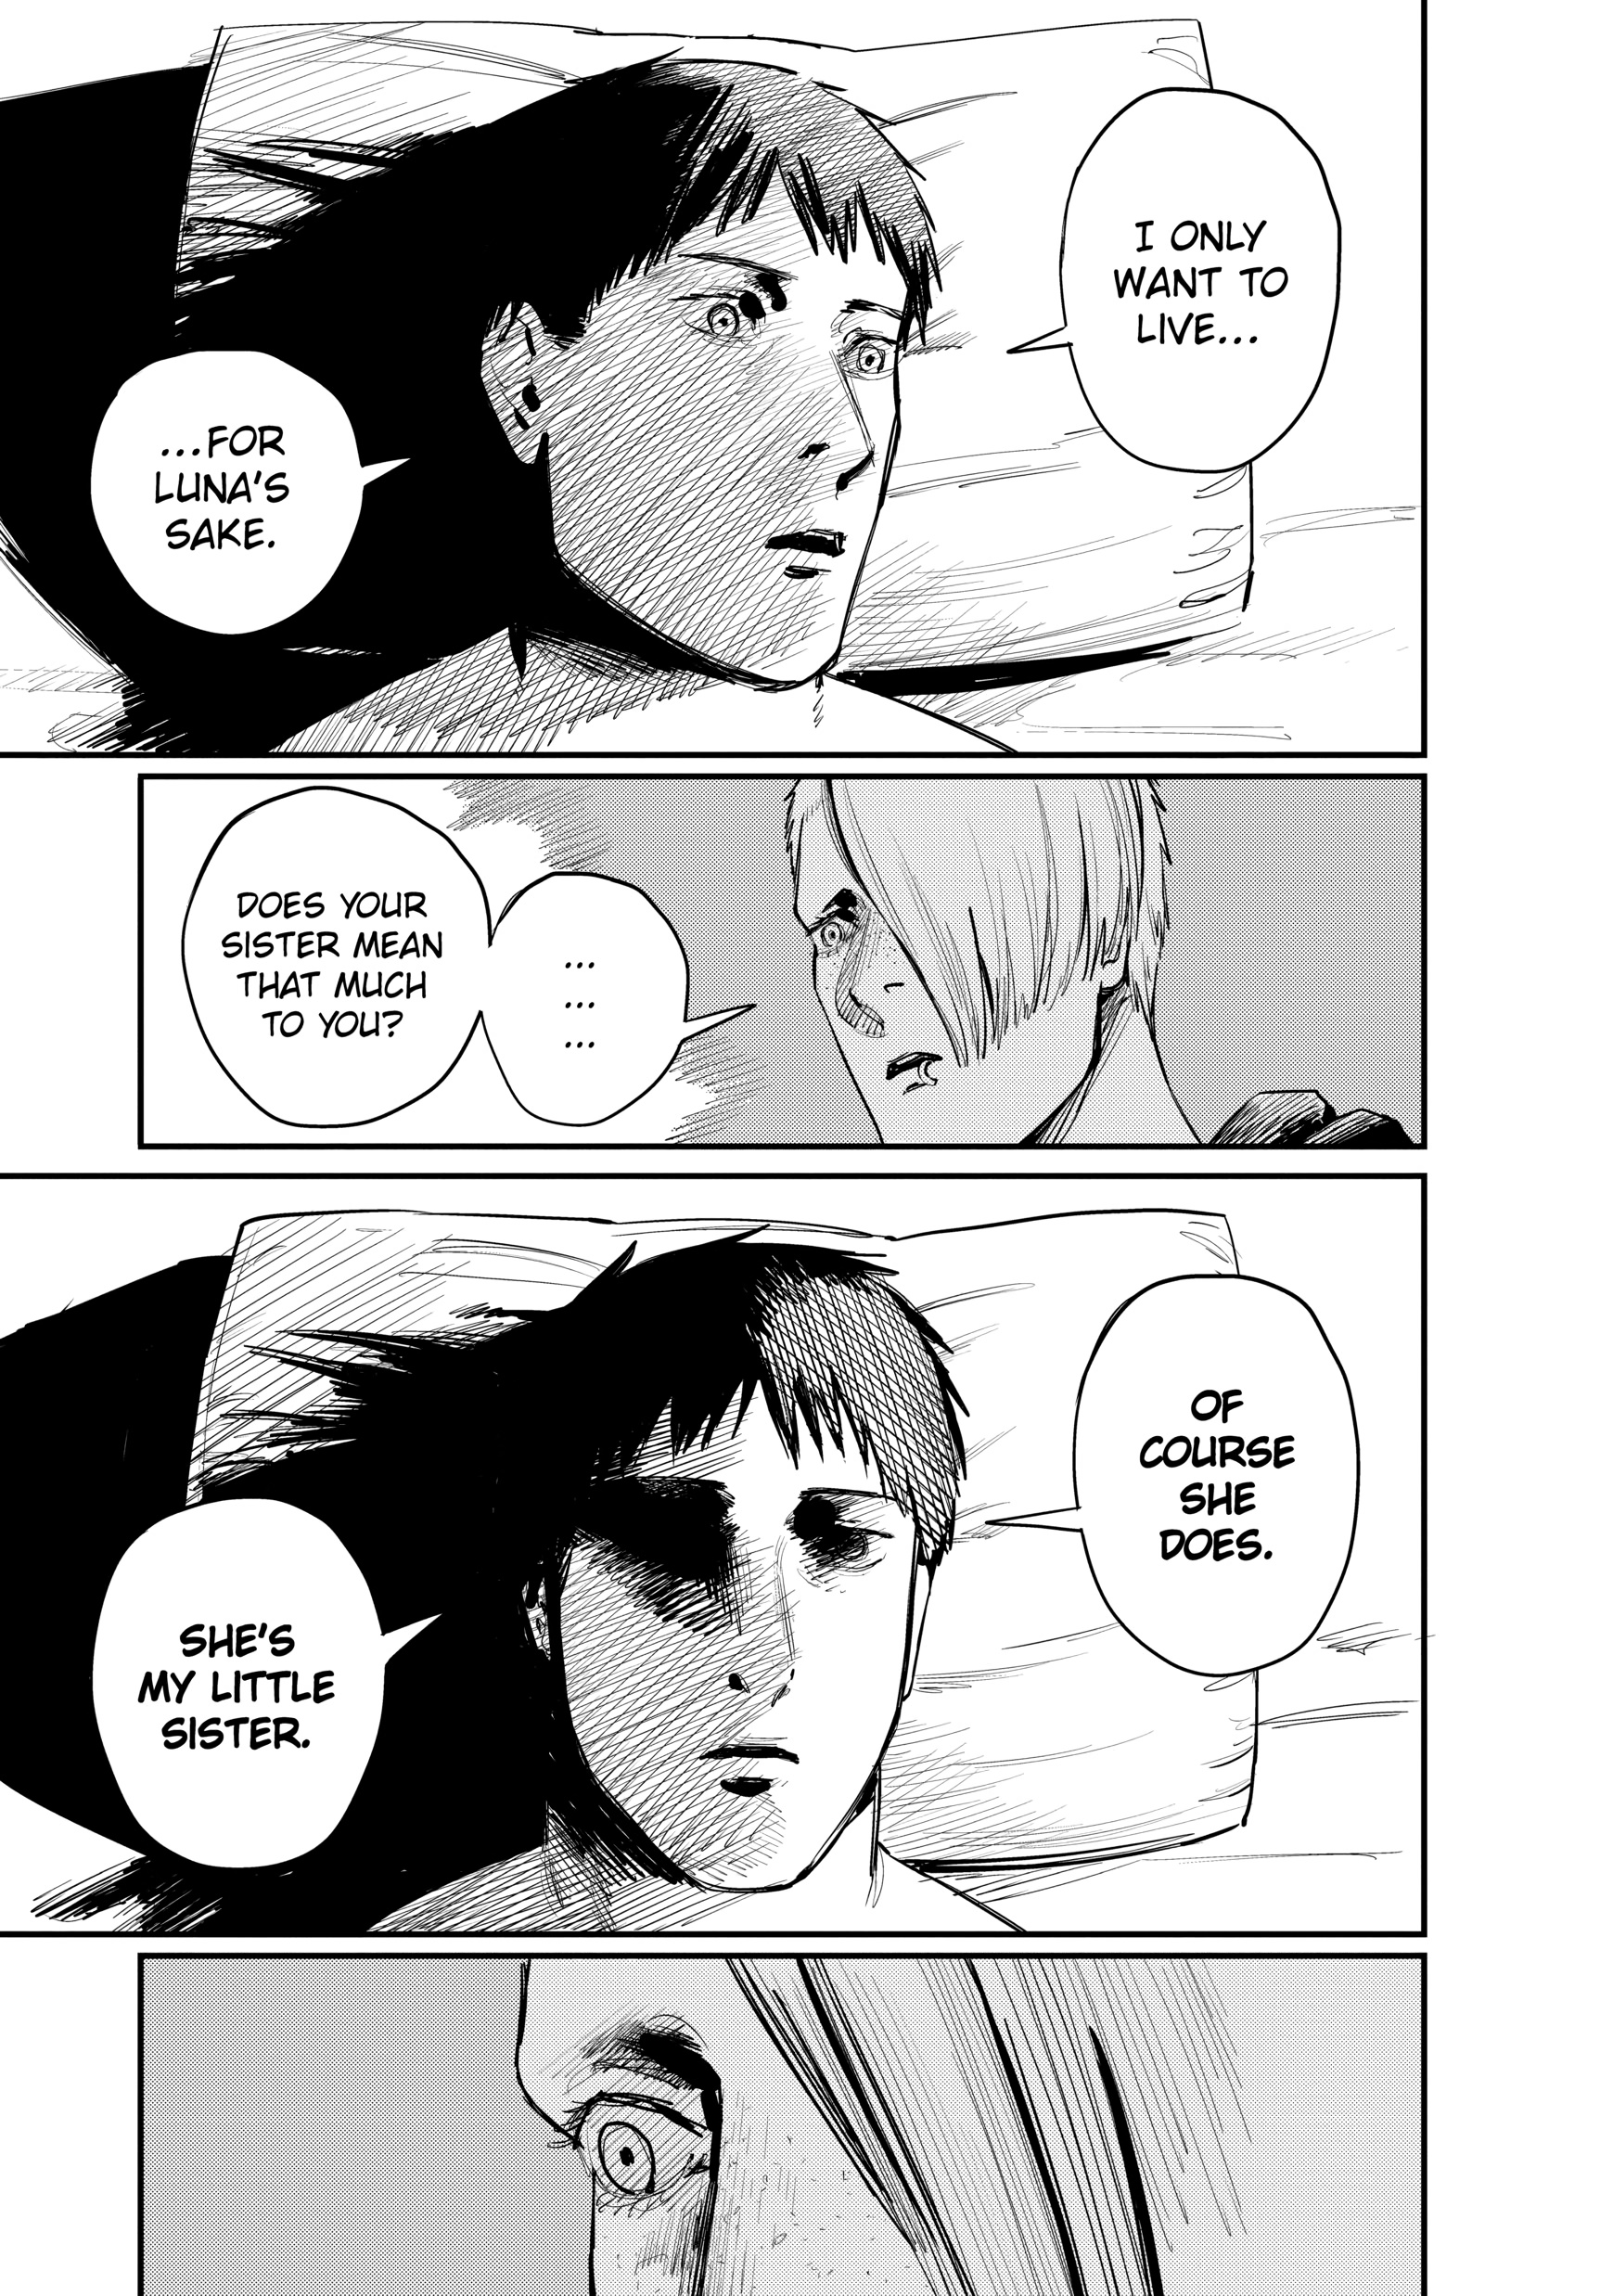 I ONLY
WANT TO
LIVE...
...FOR
LUNA'S
SAKE.
...
...
...
DOES YOUR
SISTER MEAN
THAT MUCH
TO YOU?
OF
COURSE
SHE
DOES.
SHE'S
MY LITTLE
SISTER.